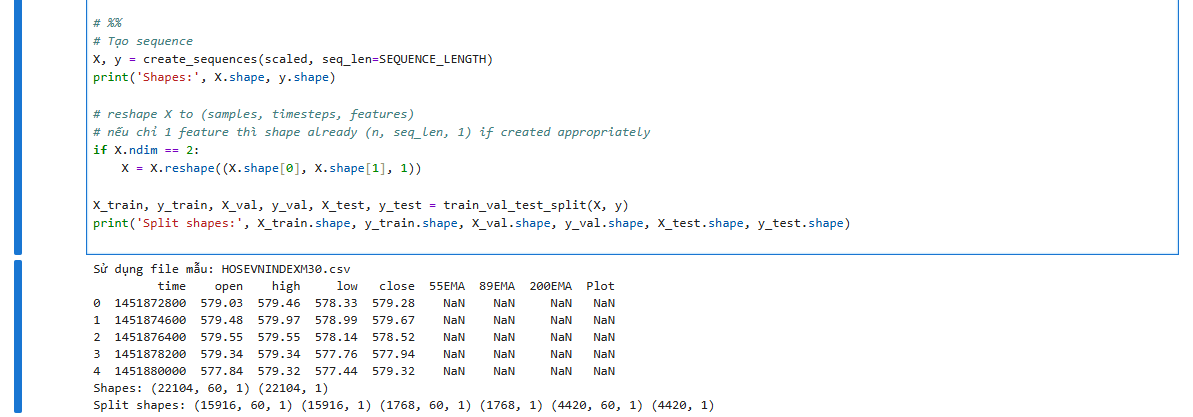 # %%
# Tạo sequence
X, y = create_sequences(scaled, seq_len=SEQUENCE_LENGTH)
print('Shapes:', X.shape, y.shape)
# reshape X to (samples, timesteps, features)
# nếu chỉ 1 feature thì shape already (n, seq_len, 1) if created appropriately
if X.ndim == 2:
    X = X.reshape((X.shape[0], X.shape[1], 1))
X_train, y_train, X_val, y_val, X_test, y_test = train_val_test_split(X, y)
print('Split shapes:', X_train.shape, y_train.shape, X_val.shape, y_val.shape, X_test.shape, y_test.shape)
Sử dụng file mẫu: HOSEVNINDEXM30.csv
         time    open    high     low   close  55EMA  89EMA  200EMA  Plot
0  1451872800  579.03  579.46  578.33  579.28    NaN    NaN     NaN   NaN
1  1451874600  579.48  579.97  578.99  579.67    NaN    NaN     NaN   NaN
2  1451876400  579.55  579.55  578.14  578.52    NaN    NaN     NaN   NaN
3  1451878200  579.34  579.34  577.76  577.94    NaN    NaN     NaN   NaN
4  1451880000  577.84  579.32  577.44  579.32    NaN    NaN     NaN   NaN
Shapes: (22104, 60, 1) (22104, 1)
Split shapes: (15916, 60, 1) (15916, 1) (1768, 60, 1) (1768, 1) (4420, 60, 1) (4420, 1)